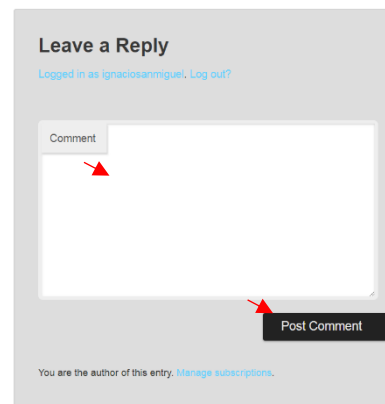 Leave a Reply
Logged in as ignaciosanmiguel. Log out?
Comment
Post Comment
You are the author of this entry. Manage subscriptions.